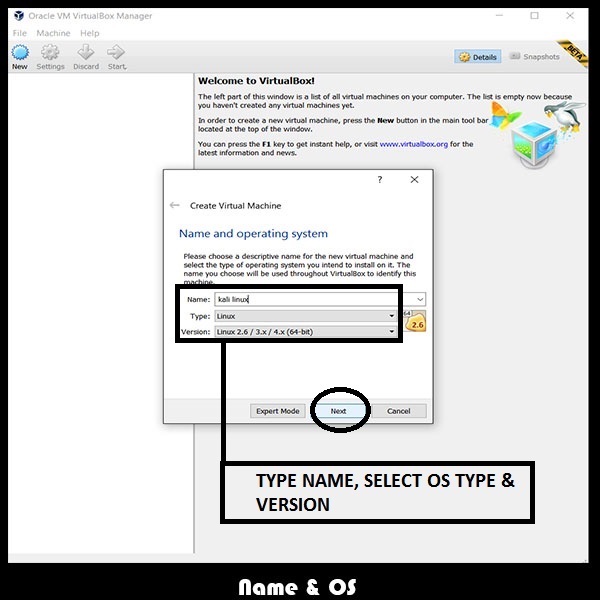 Oracle VM VirtualBox Manager
File Machine Help
New Settings Discard Start
Details Snapshots
BETA
Welcome to VirtualBox!
The left part of this window is a list of all virtual machines on your computer. The list is empty now because
you haven't created any virtual machines yet.
In order to create a new virtual machine, press the New button in the main tool bar
located at the top of the window.
You can press the F1 key to get instant help, or visit www.virtualbox.org for the
latest information and news.
?
Create Virtual Machine
Name and operating system
Please choose a descriptive name for the new virtual machine and
select the type of operating system you intend to install on it. The
name you choose will be used throughout VirtualBox to identify this
machine.
Name: kali linux
Type: Linux
64
Version: Linux 2.6 / 3.x / 4.x (64-bit)
2.6
Expert Mode Next Cancel
TYPE NAME, SELECT OS TYPE &
VERSION
Name & OS